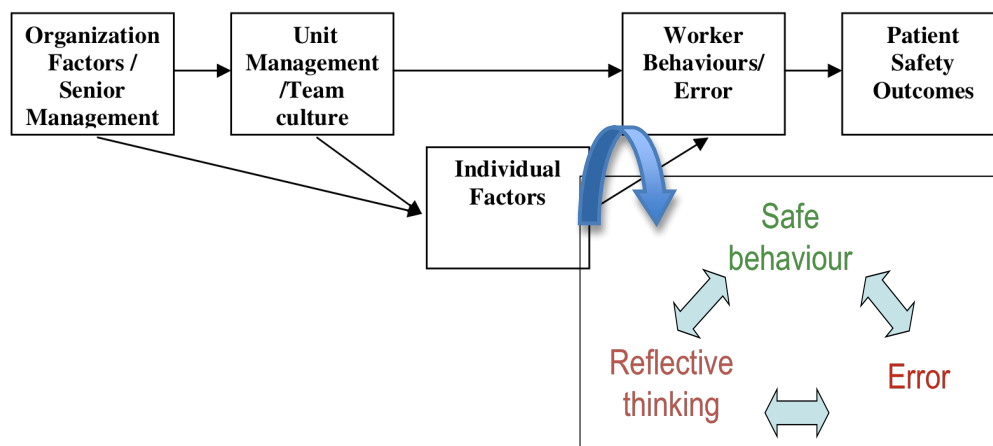 Organization
Factors /
Senior
Management
Unit
Management
/Team
culture
Worker
Behaviours/
Error
Patient
Safety
Outcomes
Individual
Factors
Safe
behaviour
Reflective
thinking
Error